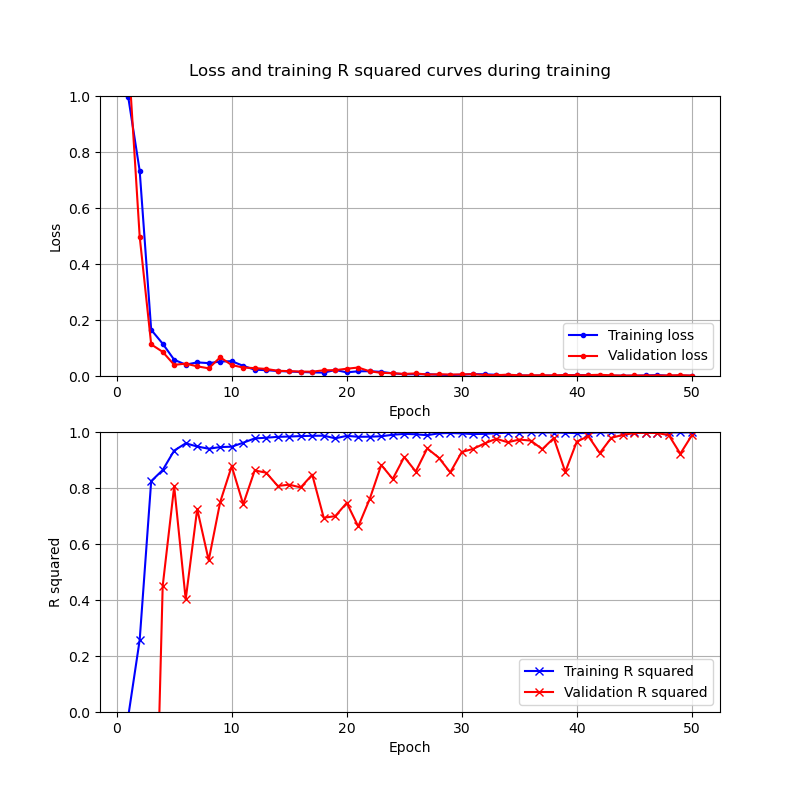 Loss and training R squared curves during training
1.0
0.8
0.6
0.4
0.2
0.0
Loss
Training loss
Validation loss
0 10 20 30 40 50
Epoch
1.0
0.8
0.6
0.4
0.2
0.0
R squared
Training R squared
Validation R squared
0 10 20 30 40 50
Epoch